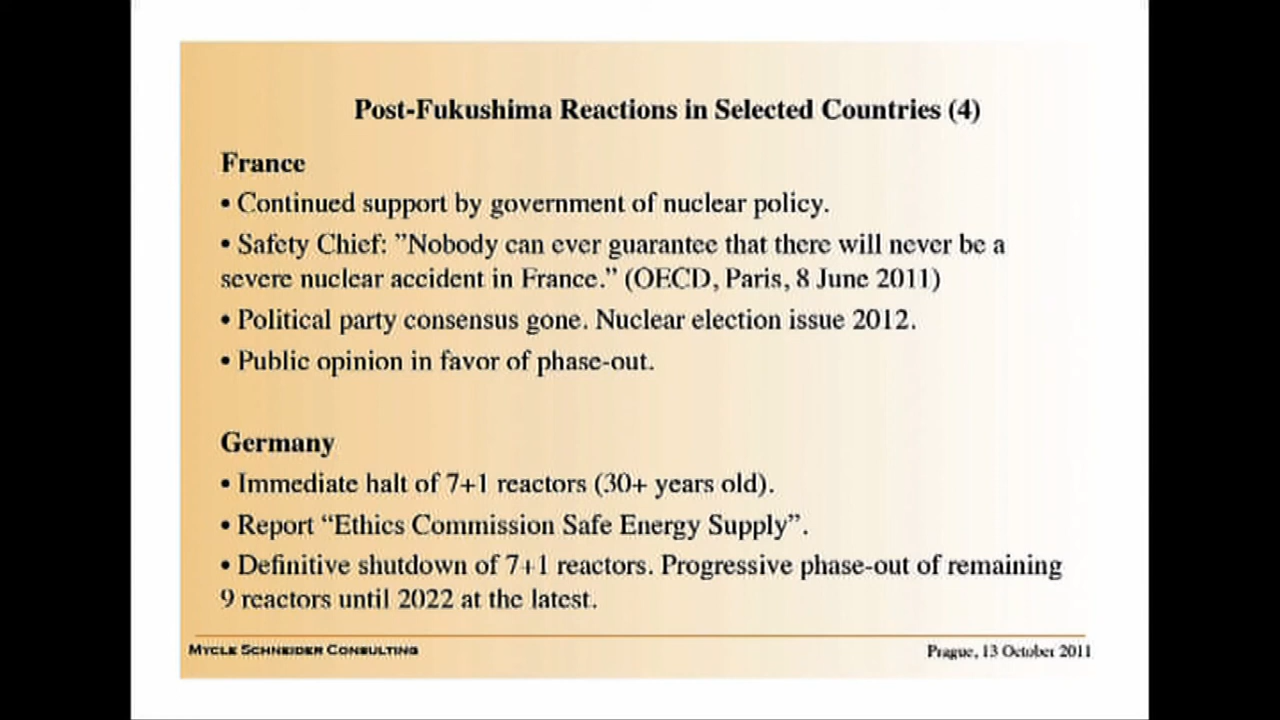 Post-Fukushima Reactions in Selected Countries (4)
France
• Continued support by government of nuclear policy.
• Safety Chief: ”Nobody can ever guarantee that there will never be a
severe nuclear accident in France.” (OECD, Paris, 8 June 2011)
• Political party consensus gone. Nuclear election issue 2012.
• Public opinion in favor of phase-out.
Germany
• Immediate halt of 7+1 reactors (30+ years old).
• Report “Ethics Commission Safe Energy Supply”.
• Definitive shutdown of 7+1 reactors. Progressive phase-out of remaining
9 reactors until 2022 at the latest.
MYCLE SCHNEIDER CONSULTING
Prague, 13 October 2011